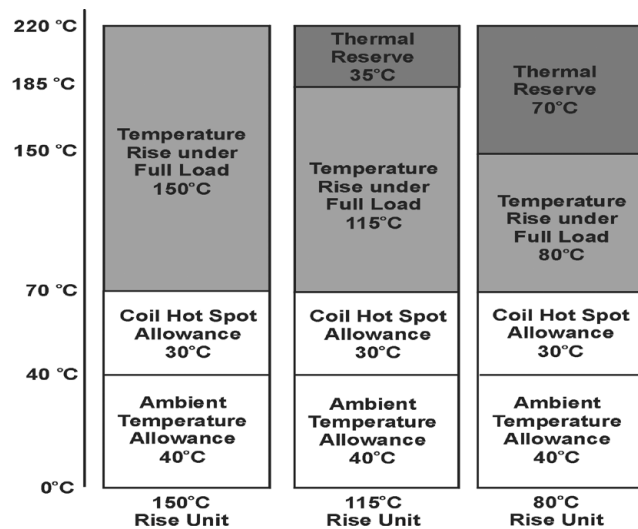 220 °C
185 °C
150 °C
70 °C
40 °C
0°C
Temperature
Rise under
Full Load
150°C
Coil Hot Spot
Allowance
30°C
Ambient
Temperature
Allowance
40°C
150°C
Rise Unit
Thermal
Reserve
35°C
Temperature
Rise under
Full Load
115°C
Coil Hot Spot
Allowance
30°C
Ambient
Temperature
Allowance
40°C
115°C
Rise Unit
Thermal
Reserve
70°C
Temperature
Rise under
Full Load
80°C
Coil Hot Spot
Allowance
30°C
Ambient
Temperature
Allowance
40°C
80°C
Rise Unit